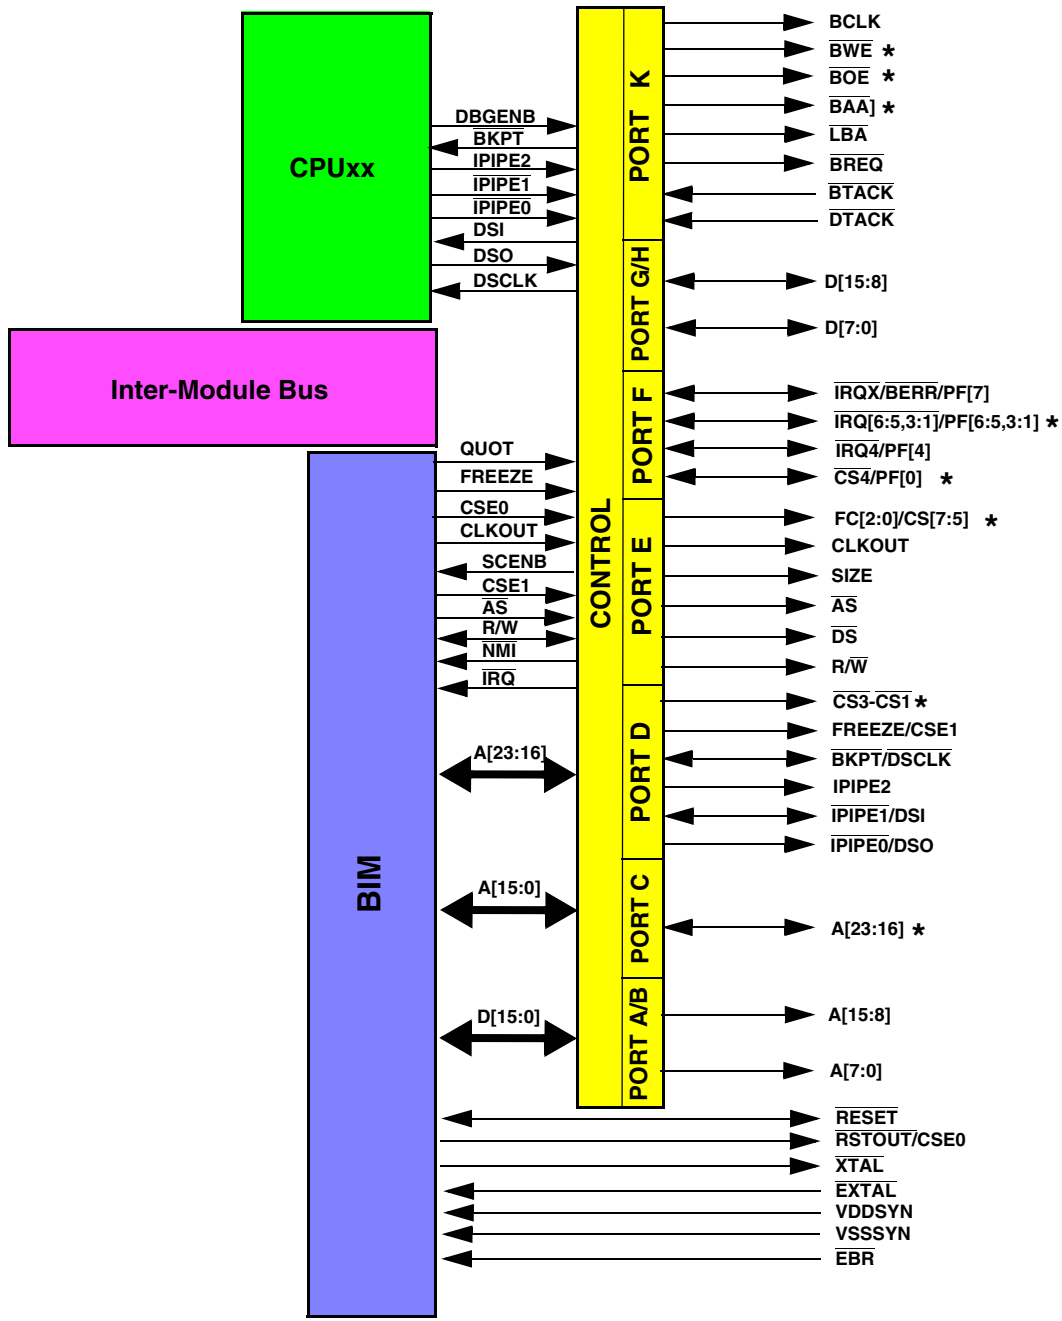 BCLK
BWE *
BOE *
BAA] *
LBA
BREQ
BTACK
DTACK
PORT K
DBGENB
BKPT
IPIPE2
IPIPE1
IPIPE0
DSI
DSO
DSCLK
CPUxx
PORT G/H
D[15:8]
D[7:0]
Inter-Module Bus
PORT F
IRQX/BERR/PF[7]
IRQ[6:5,3:1]/PF[6:5,3:1] *
IRQ4/PF[4]
CS4/PF[0] *
QUOT
FREEZE
CSE0
CLKOUT
SCENB
CSE1
AS
R/W
NMI
IRQ
CONTROL
PORT E
FC[2:0]/CS[7:5] *
CLKOUT
SIZE
AS
DS
R/W
PORT D
CS3-CS1 *
FREEZE/CSE1
BKPT/DSCLK
IPIPE2
IPIPE1/DSI
IPIPE0/DSO
A[23:16]
BIM
A[15:0]
PORT C
A[23:16] *
D[15:0]
PORT A/B
A[15:8]
A[7:0]
RESET
RSTOUT/CSE0
XTAL
EXTAL
VDDSYN
VSSSYN
EBR